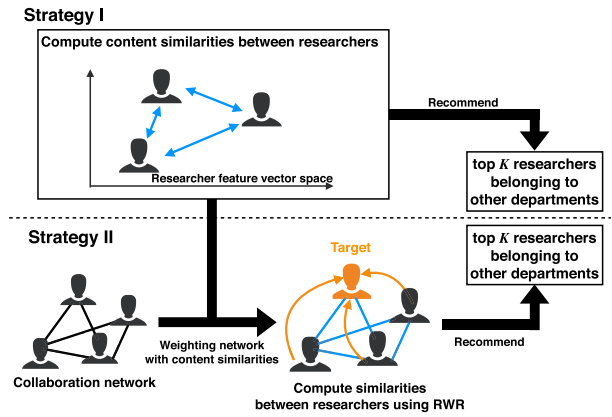 Strategy I
Compute content similarities between researchers
Researcher feature vector space
Recommend
top K researchers
belonging to
other departments
Strategy II
Collaboration network
Weighting network
with content similarities
Target
Compute similarities
between researchers using RWR
Recommend
top K researchers
belonging to
other departments